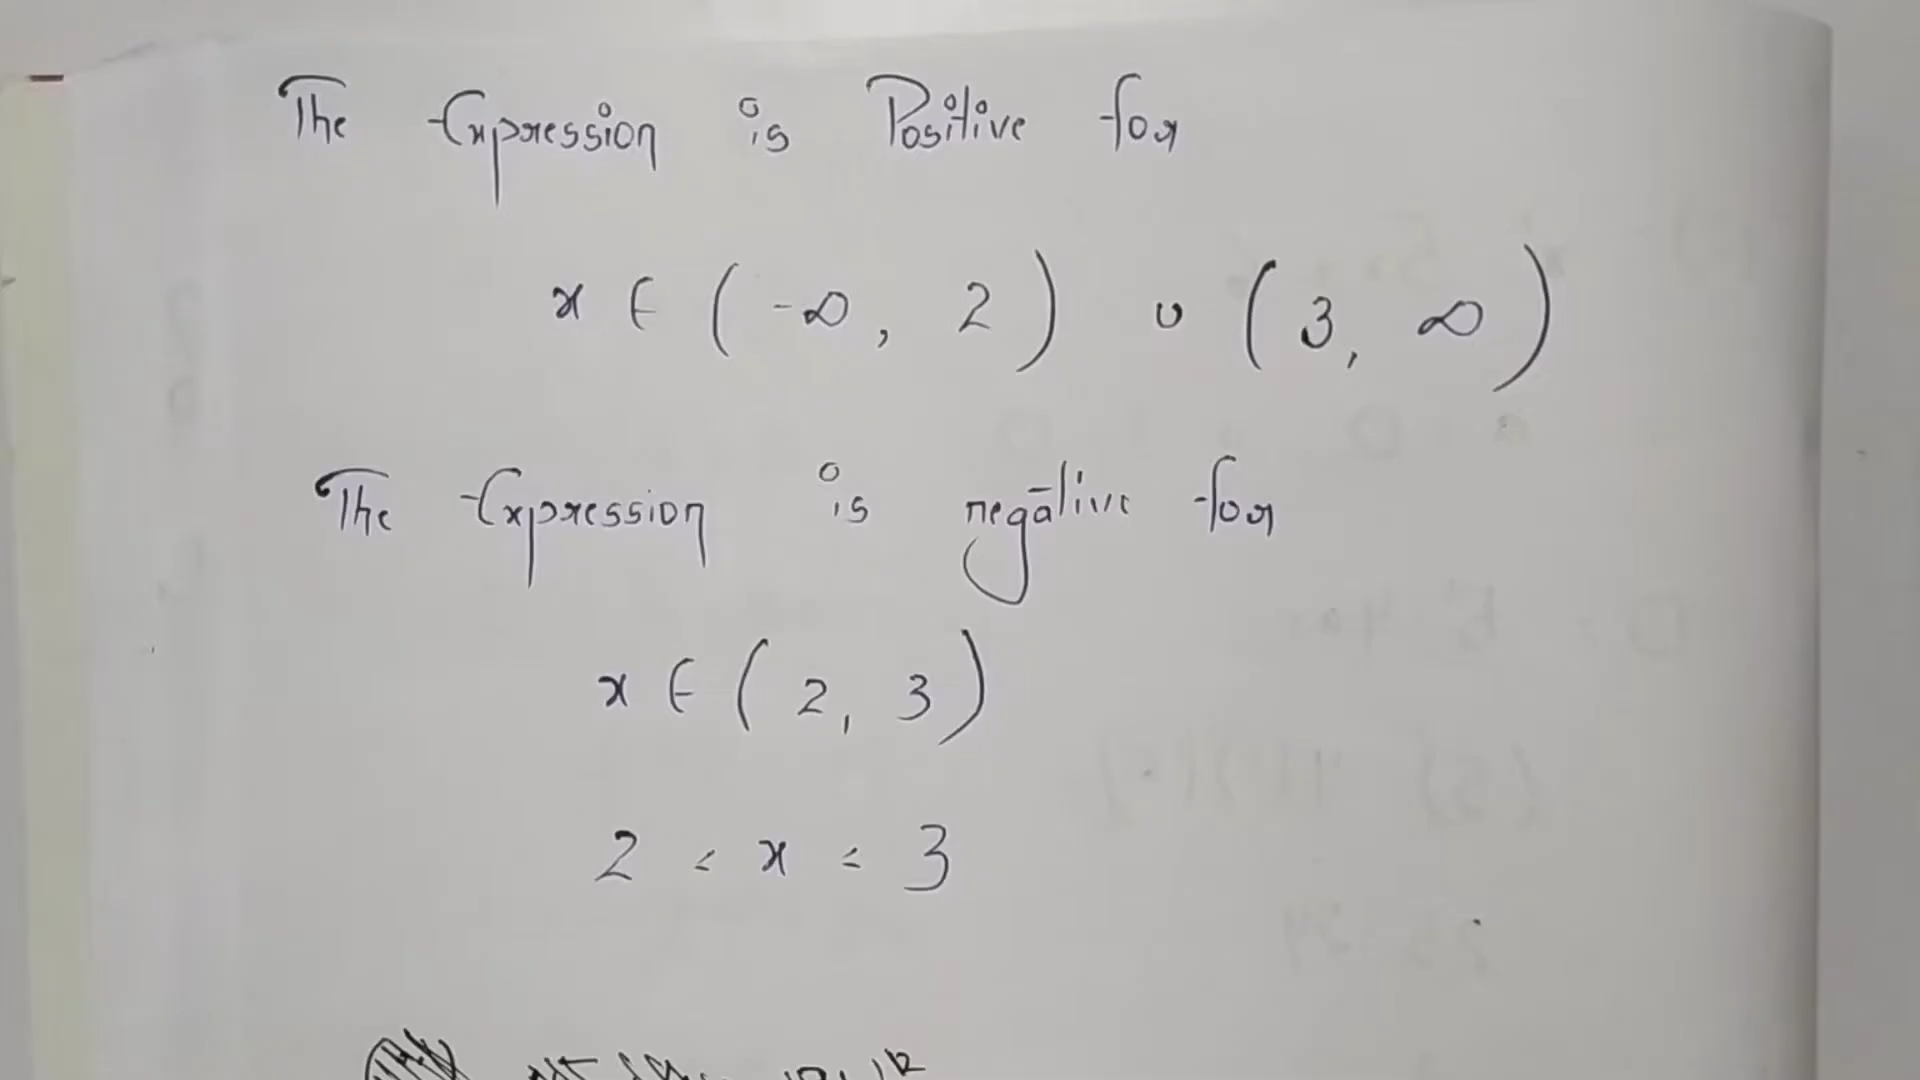 The Expression is Positive for
x ∈ (-∞, 2) ∪ (3, ∞)
The Expression is negative for
x ∈ (2, 3)
2 < x < 3